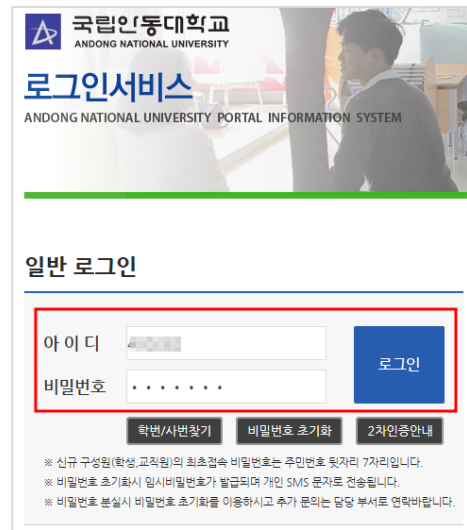 국립안동대학교
ANDONG NATIONAL UNIVERSITY
로그인서비스
ANDONG NATIONAL UNIVERSITY PORTAL INFORMATION SYSTEM
일반 로그인
아 이 디
비밀번호 · · · · · · ·
로그인
학번/사번찾기 비밀번호 초기화 2차인증안내
※ 신규 구성원(학생,교직원)의 최초접속 비밀번호는 주민번호 뒷자리 7자리입니다.
※ 비밀번호 초기화시 임시비밀번호가 발급되며 개인 SMS 문자로 전송됩니다.
※ 비밀번호 분실시 비밀번호 초기화를 이용하시고 추가 문의는 담당 부서로 연락바랍니다.